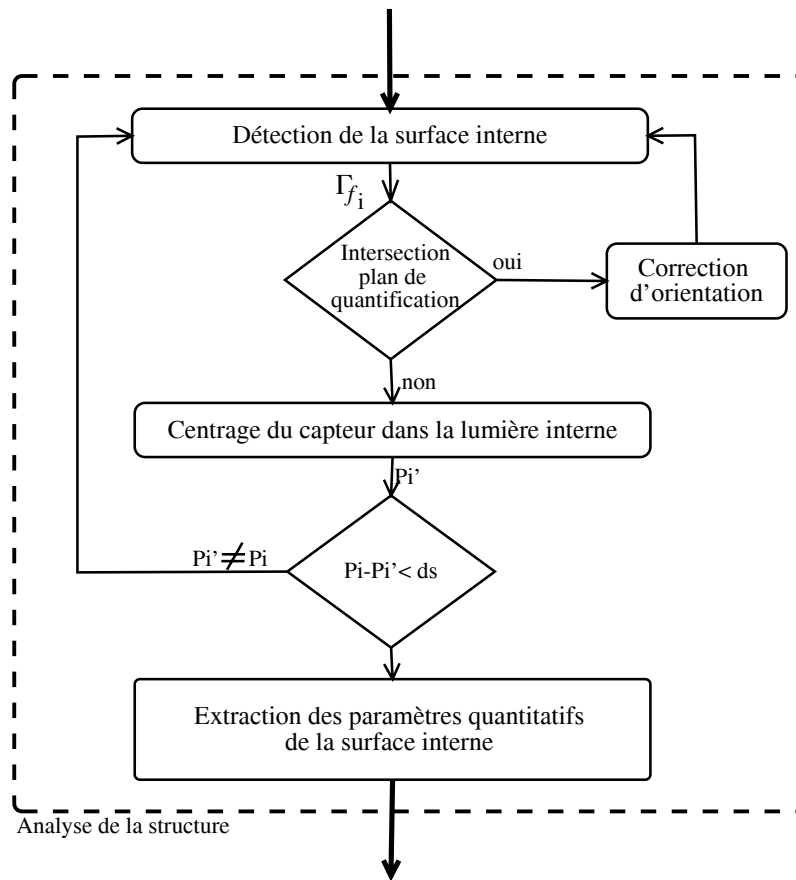 Détection de la surface interne
Γfi
Intersection
plan de
quantification
oui
Correction
d'orientation
non
Centrage du capteur dans la lumière interne
Pi'
Pi' ≠ Pi
Pi-Pi'< ds
Extraction des paramètres quantitatifs
de la surface interne
Analyse de la structure